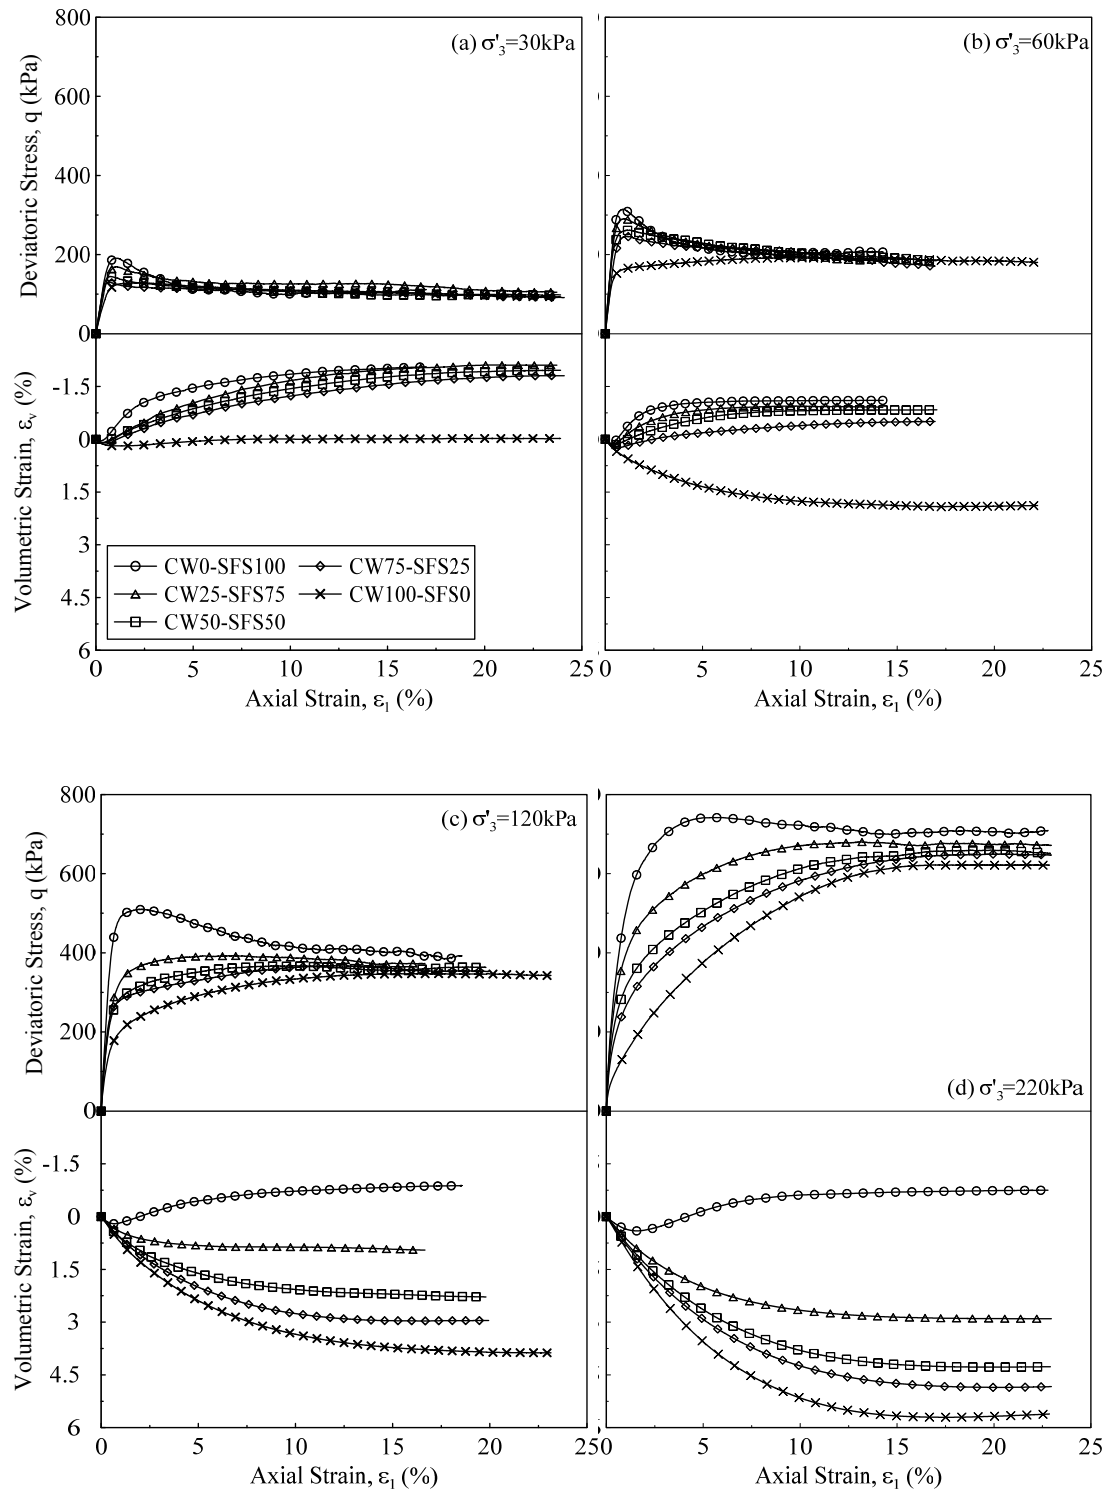 (a) σ'3=30kPa
Deviatoric Stress, q (kPa)
800
600
400
200
0
Volumetric Strain, εv (%)
-1.5
0
1.5
3
4.5
6
CW0-SFS100
CW25-SFS75
CW50-SFS50
CW75-SFS25
CW100-SFS0
0 5 10 15 20 25
Axial Strain, ε1 (%)
(b) σ'3=60kPa
0 5 10 15 20 25
Axial Strain, ε1 (%)
(c) σ'3=120kPa
Deviatoric Stress, q (kPa)
800
600
400
200
0
Volumetric Strain, εv (%)
-1.5
0
1.5
3
4.5
6
0 5 10 15 20 25
Axial Strain, ε1 (%)
(d) σ'3=220kPa
0 5 10 15 20 25
Axial Strain, ε1 (%)